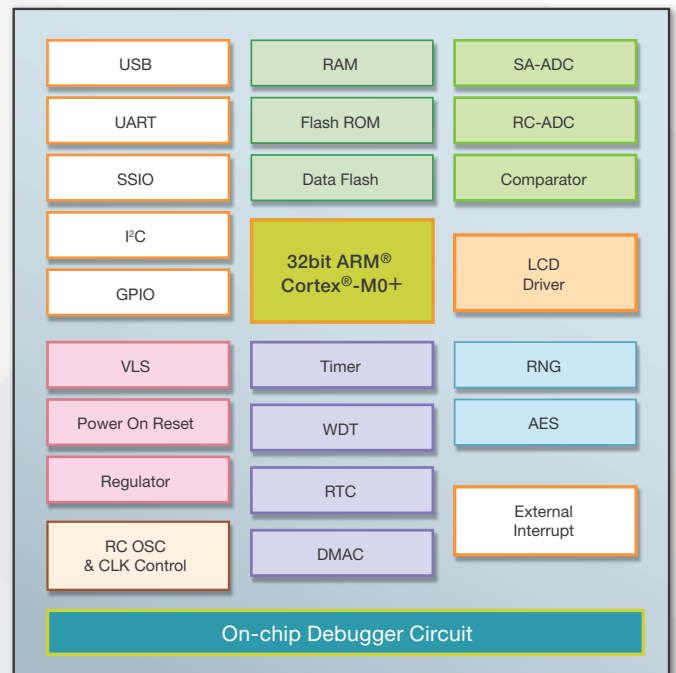 USB
UART
SSIO
I²C
GPIO
VLS
Power On Reset
Regulator
RC OSC
& CLK Control
RAM
Flash ROM
Data Flash
32bit ARM®
Cortex®-M0+
Timer
WDT
RTC
DMAC
SA-ADC
RC-ADC
Comparator
LCD
Driver
RNG
AES
External
Interrupt
On-chip Debugger Circuit